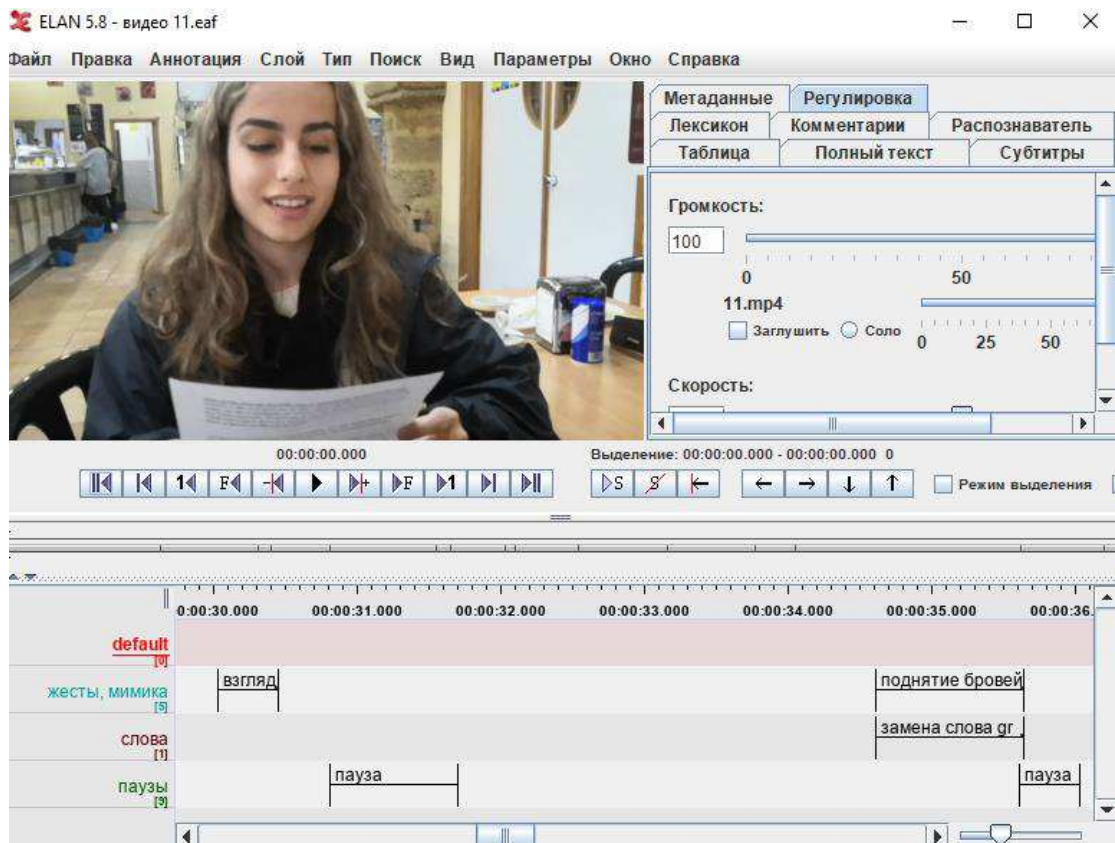 ELAN 5.8 - видео 11.eaf
Файл Правка Аннотация Слой Тип Поиск Вид Параметры Окно Справка
Метаданные Регулировка
Лексикон Комментарии Распознаватель
Таблица Полный текст Субтитры
Громкость:
100
0 50
11.mp4
Заглушить Соло 0 25 50
Скорость:
00:00:00.000
Выделение: 00:00:00.000 - 00:00:00.000 0
1 F F 1 S S Режим выделения
0:00:30.000 00:00:31.000 00:00:32.000 00:00:33.000 00:00:34.000 00:00:35.000 00:00:36.
default
[0]
жесты, мимика взгляд поднятие бровей
[5]
слова замена слова gr
[1]
паузы пауза пауза
[9]